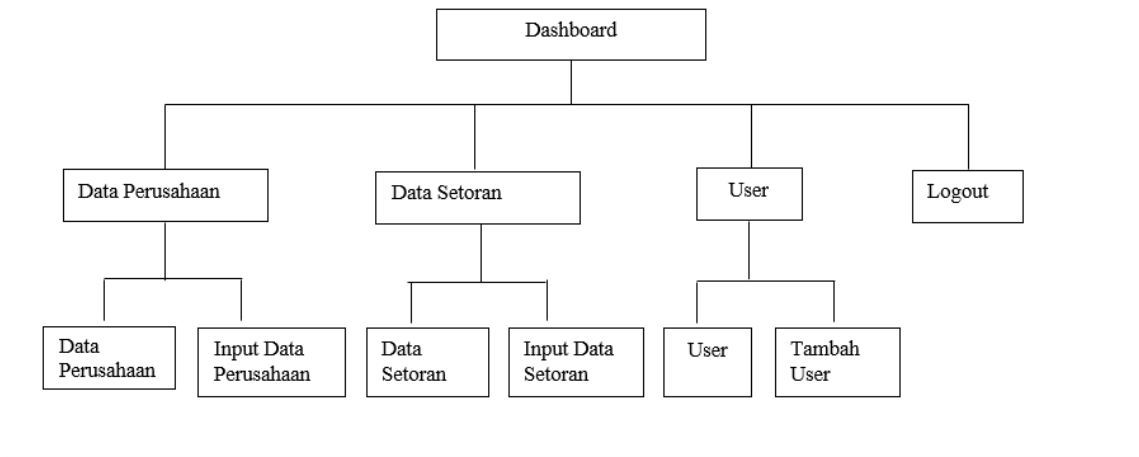 Dashboard
Data Perusahaan
Data Setoran
User
Logout
Data
Perusahaan
Input Data
Perusahaan
Data
Setoran
Input Data
Setoran
User
Tambah
User